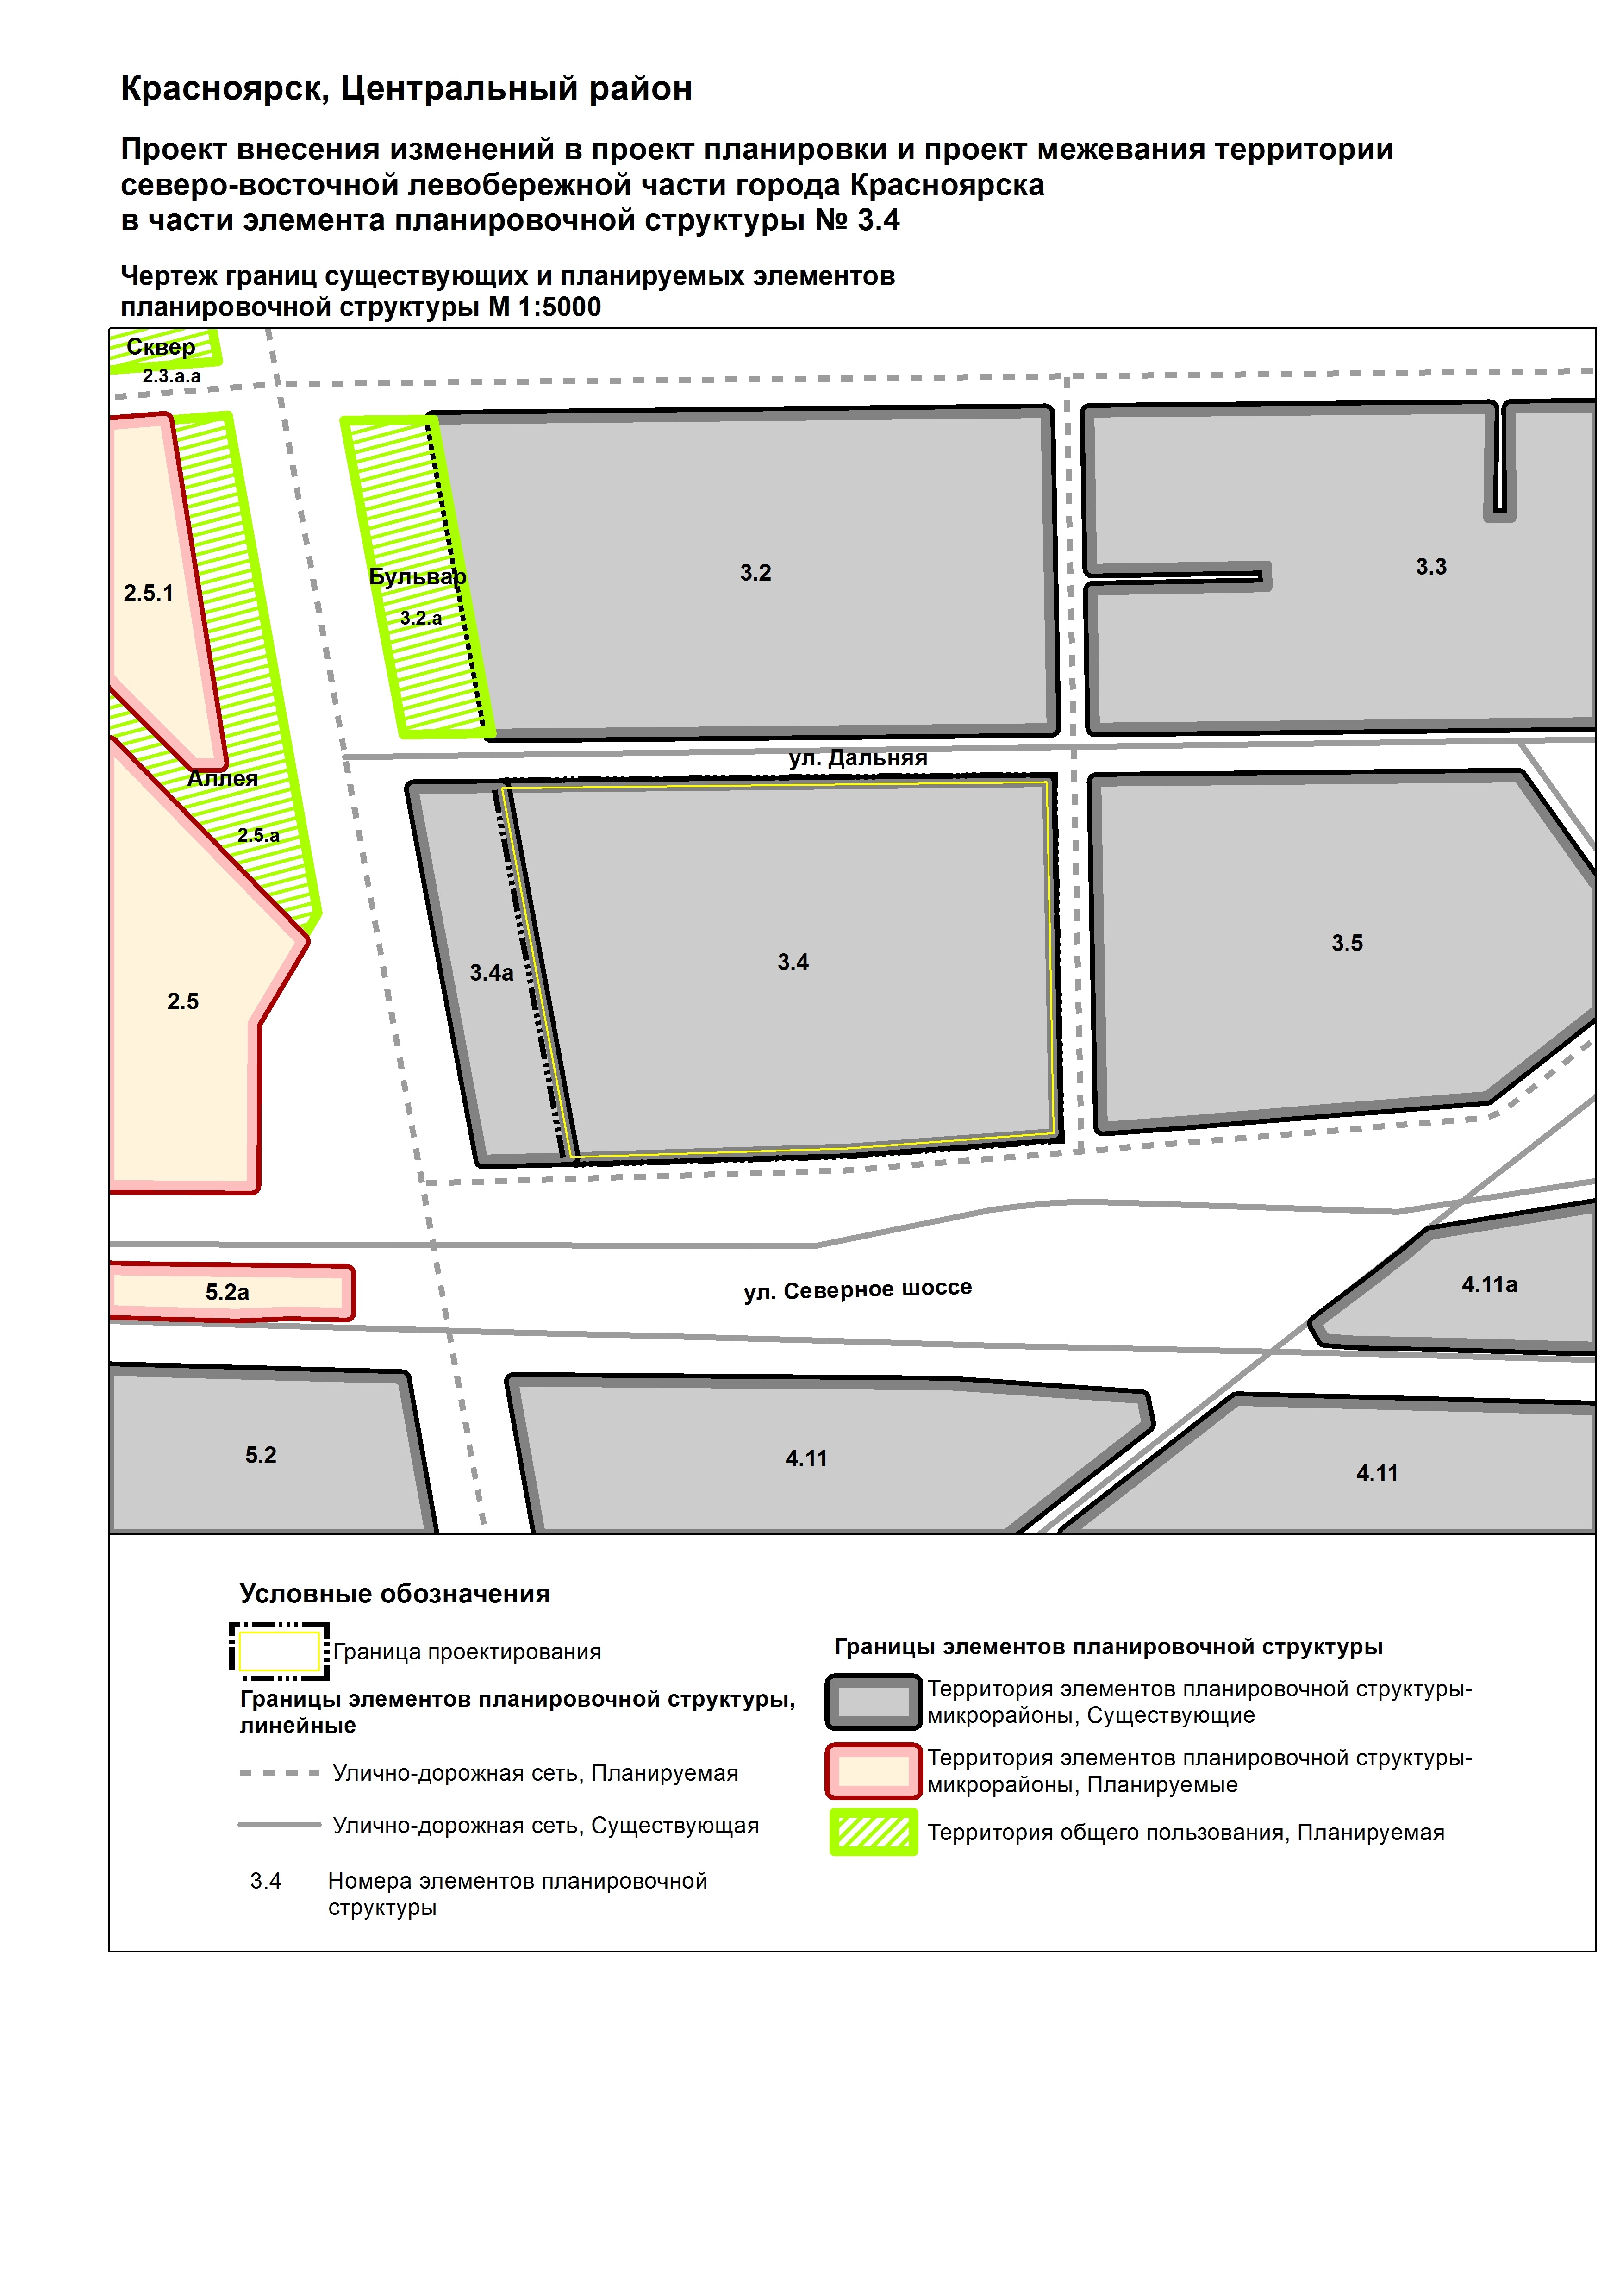 Красноярск, Центральный район
Проект внесения изменений в проект планировки и проект межевания территории
северо-восточной левобережной части города Красноярска
в части элемента планировочной структуры № 3.4
Чертеж границ существующих и планируемых элементов
планировочной структуры М 1:5000
Сквер
2.3.а.а
2.5.1
Бульвар
3.2.а
3.2
3.3
ул. Дальняя
Аллея
2.5.а
2.5
3.4а
3.4
3.5
5.2а
ул. Северное шоссе
4.11а
5.2
4.11
4.11
Условные обозначения
Граница проектирования
Границы элементов планировочной структуры,
линейные
Улично-дорожная сеть, Планируемая
Улично-дорожная сеть, Существующая
3.4 Номера элементов планировочной
структуры
Границы элементов планировочной структуры
Территория элементов планировочной структуры-
микрорайоны, Существующие
Территория элементов планировочной структуры-
микрорайоны, Планируемые
Территория общего пользования, Планируемая